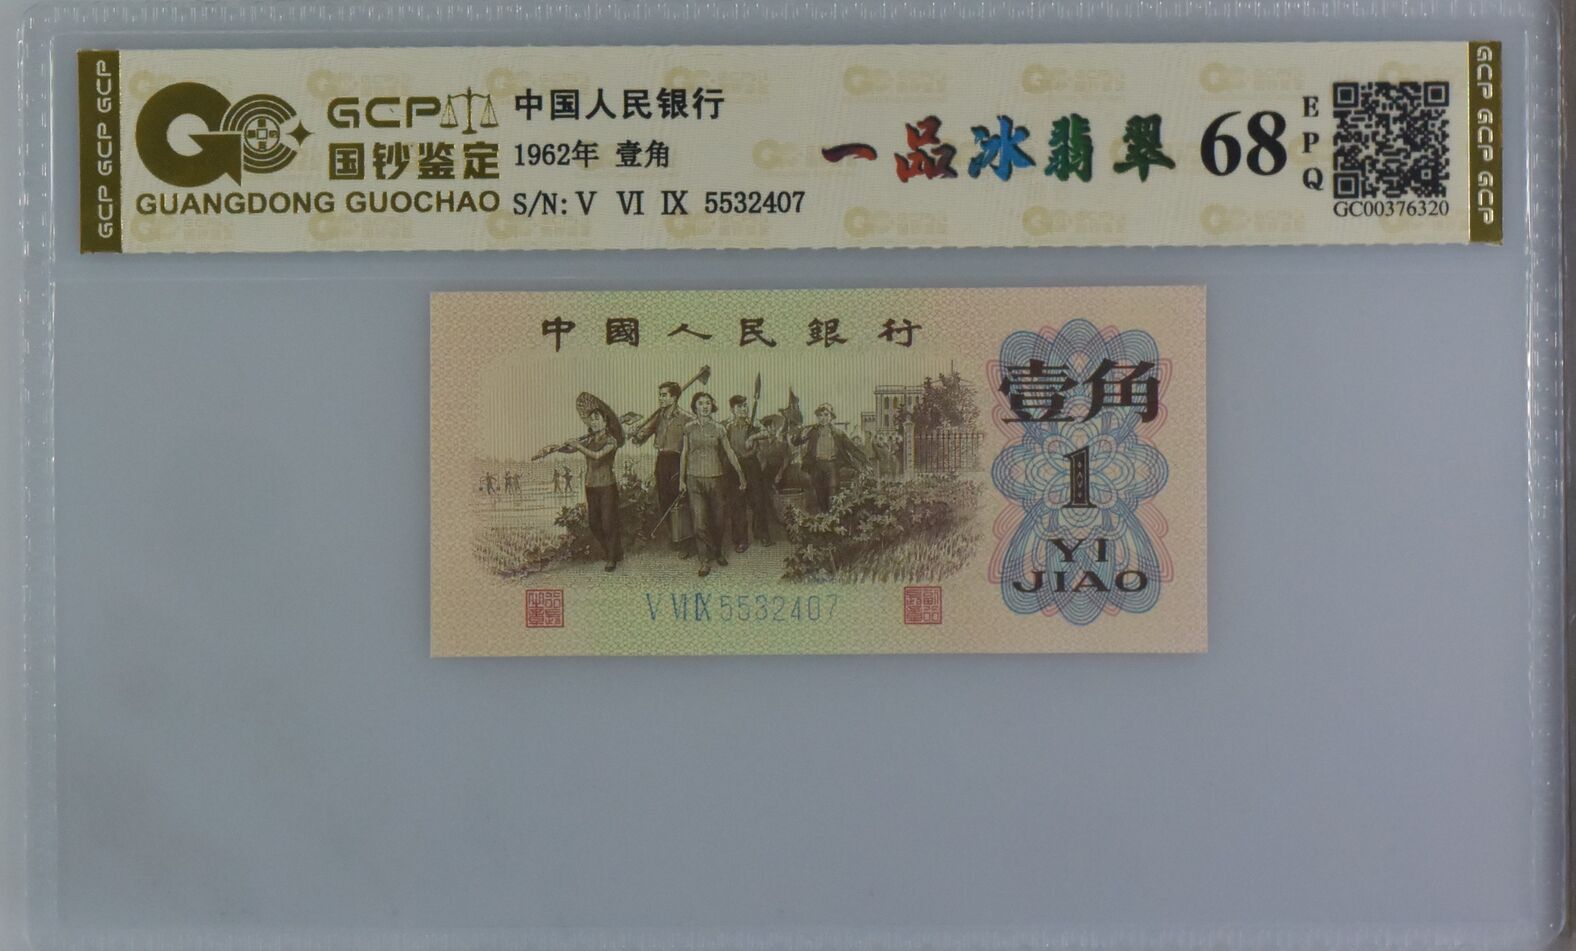 GCP GCP GCP
GCP
国钞鉴定
GUANGDONG GUOCHAO
中国人民银行
1962年 壹角
S/N: V VI IX 5532407
一品冰翡翠
68
EPQ
GC00376320
GCP GCP GCP
中國人民銀行
壹角
1
YI
JIAO
V VI IX 5532407